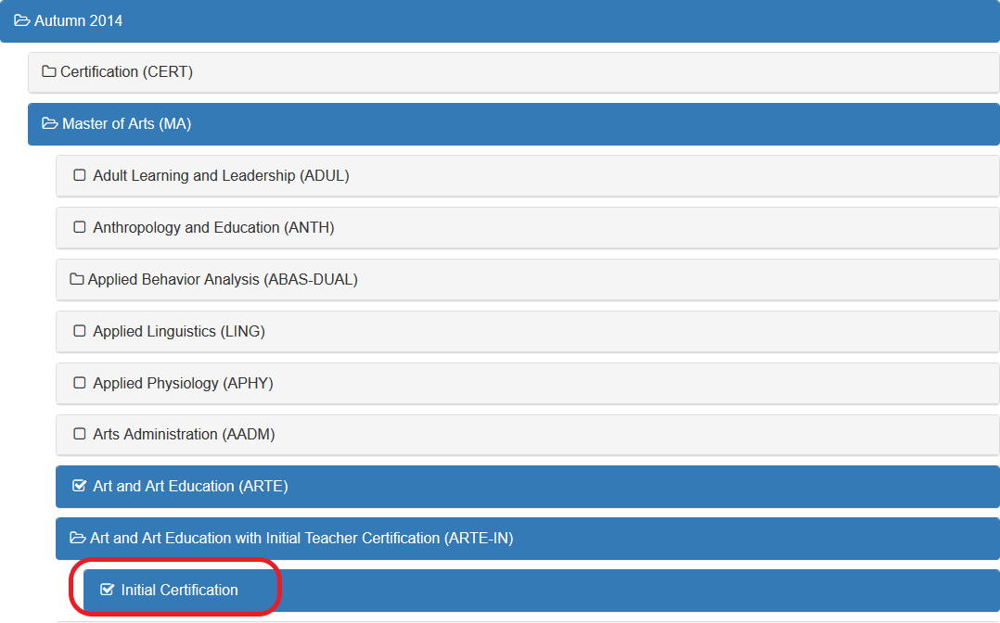 Autumn 2014
Certification (CERT)
Master of Arts (MA)
Adult Learning and Leadership (ADUL)
Anthropology and Education (ANTH)
Applied Behavior Analysis (ABAS-DUAL)
Applied Linguistics (LING)
Applied Physiology (APHY)
Arts Administration (AADM)
Art and Art Education (ARTE)
Art and Art Education with Initial Teacher Certification (ARTE-IN)
Initial Certification